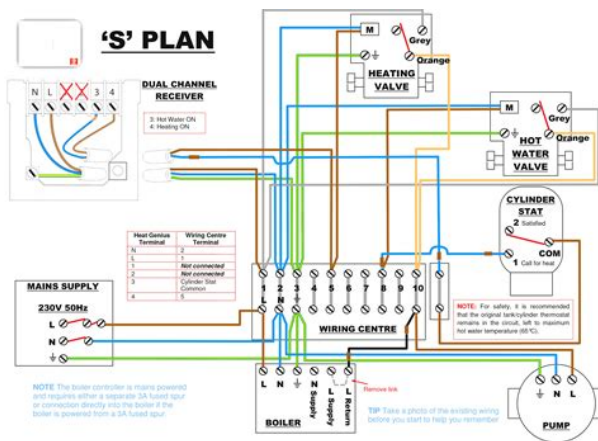 'S' PLAN
DUAL CHANNEL
RECEIVER
N L 3 4
3: Hot Water ON
4: Heating ON
M
Grey
Orange
HEATING
VALVE
M
Grey
Orange
HOT
WATER
VALVE
CYLINDER
STAT
2 Satisfied
COM
1 Call for heat
Heat Genius Terminal
Wiring Centre Terminal
N 2
L 1
1 Not connected
2 Not connected
3 Cylinder Stat Common
4 5
MAINS SUPPLY
230V 50Hz
L
N
1 2 3 4 5 6 7 8 9 10
L N
WIRING CENTRE
NOTE: For safety, it is recommended
that the original tank/cylinder thermostat
remains in the circuit, left to maximum
hot water temperature (65°C).
NOTE The boiler controller is mains powered
and requires either a separate 3A fused spur
or connection directly into the boiler if the
boiler is powered from a 3A fused spur.
L N N Supply L Supply L Return
Remove link
BOILER
TIP Take a photo of the existing wiring
before you start to help you remember
N L
PUMP